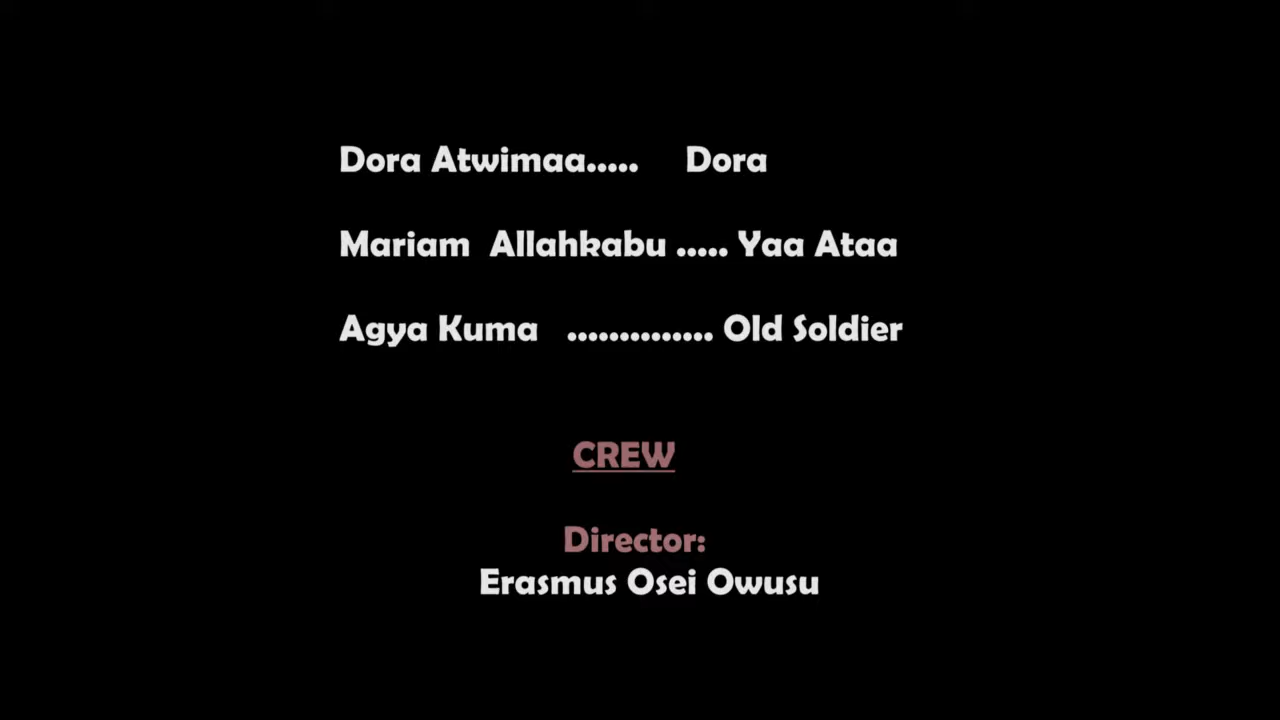 Dora Atwimaa..... Dora
Mariam Allahkabu ..... Yaa Ataa
Agya Kuma .............. Old Soldier
CREW
Director:
Erasmus Osei Owusu